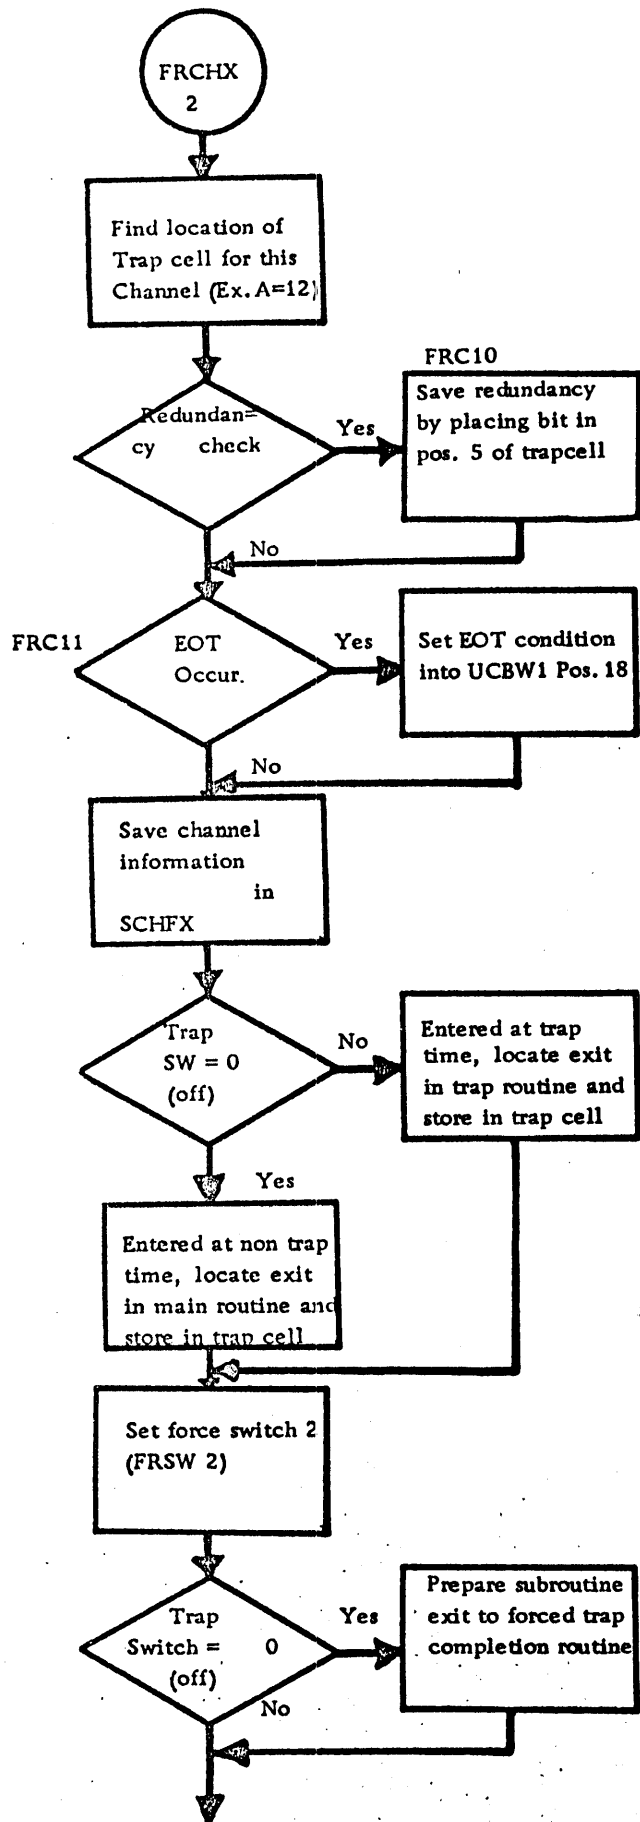 FRCHX
2
Find location of
Trap cell for this
Channel (Ex. A=12)
FRC10
Redundan=
cy check
Yes
Save redundancy
by placing bit in
pos. 5 of trapcell
No
FRC11
EOT
Occur.
Yes
Set EOT condition
into UCBW1 Pos. 18
No
Save channel
information
in
SCHFX
Trap
SW = 0
(off)
No
Entered at trap
time, locate exit
in trap routine and
store in trap cell
Yes
Entered at non trap
time, locate exit
in main routine and
store in trap cell
Set force switch 2
(FRSW 2)
Trap
Switch = 0
(off)
Yes
Prepare subroutine
exit to forced trap
completion routine
No